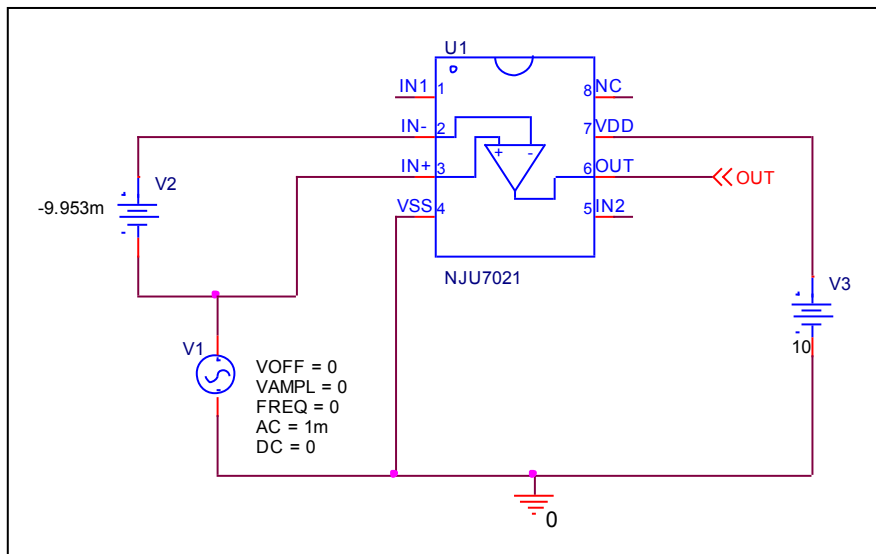 U1
IN1
1
8
NC
IN-
2
7
VDD
+
-
IN+
3
6
OUT
OUT
V2
-9.953m
VSS
4
5
IN2
NJU7021
V3
10
V1
VOFF = 0
VAMPL = 0
FREQ = 0
AC = 1m
DC = 0
0